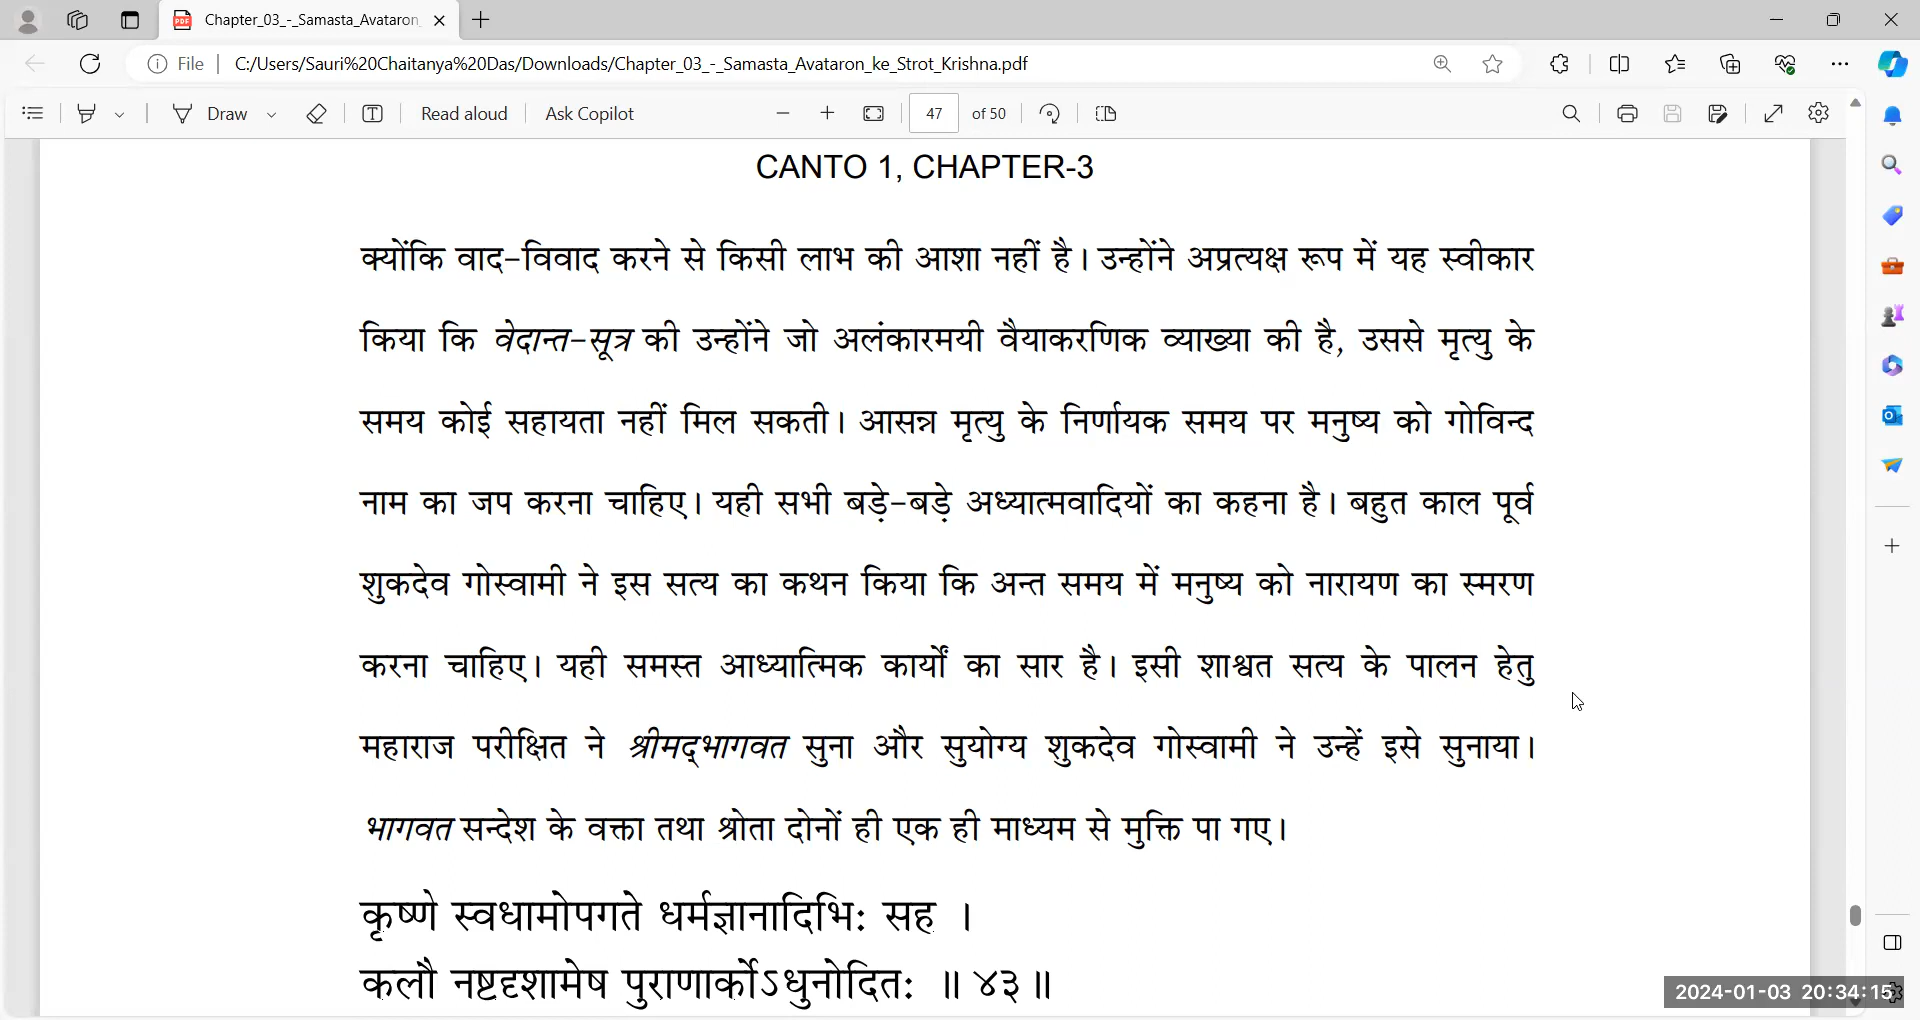 Chapter_03_-_Samasta_Avataron_
File
C:/Users/Sauri%20Chaitanya%20Das/Downloads/Chapter_03_-_Samasta_Avataron_ke_Strot_Krishna.pdf
Draw Read aloud Ask Copilot 47 of 50
CANTO 1, CHAPTER-3
क्योंकि वाद-विवाद करने से किसी लाभ की आशा नहीं है। उन्होंने अप्रत्यक्ष रूप में यह स्वीकार
किया कि वेदान्त-सूत्र की उन्होंने जो अलंकारमयी वैयाकरणिक व्याख्या की है, उससे मृत्यु के
समय कोई सहायता नहीं मिल सकती। आसन्न मृत्यु के निर्णायक समय पर मनुष्य को गोविन्द
नाम का जप करना चाहिए। यही सभी बड़े-बड़े अध्यात्मवादियों का कहना है। बहुत काल पूर्व
शुकदेव गोस्वामी ने इस सत्य का कथन किया कि अन्त समय में मनुष्य को नारायण का स्मरण
करना चाहिए। यही समस्त आध्यात्मिक कार्यों का सार है। इसी शाश्वत सत्य के पालन हेतु
महाराज परीक्षित ने श्रीमद्भागवत सुना और सुयोग्य शुकदेव गोस्वामी ने उन्हें इसे सुनाया।
भागवत सन्देश के वक्ता तथा श्रोता दोनों ही एक ही माध्यम से मुक्ति पा गए।
कृष्णे स्वधामोपगते धर्मज्ञानादिभिः सह ।
कलौ नष्टदृशामेष पुराणार्कोऽधुनोदितः ॥ ४३ ॥
2024-01-03 20:34:15